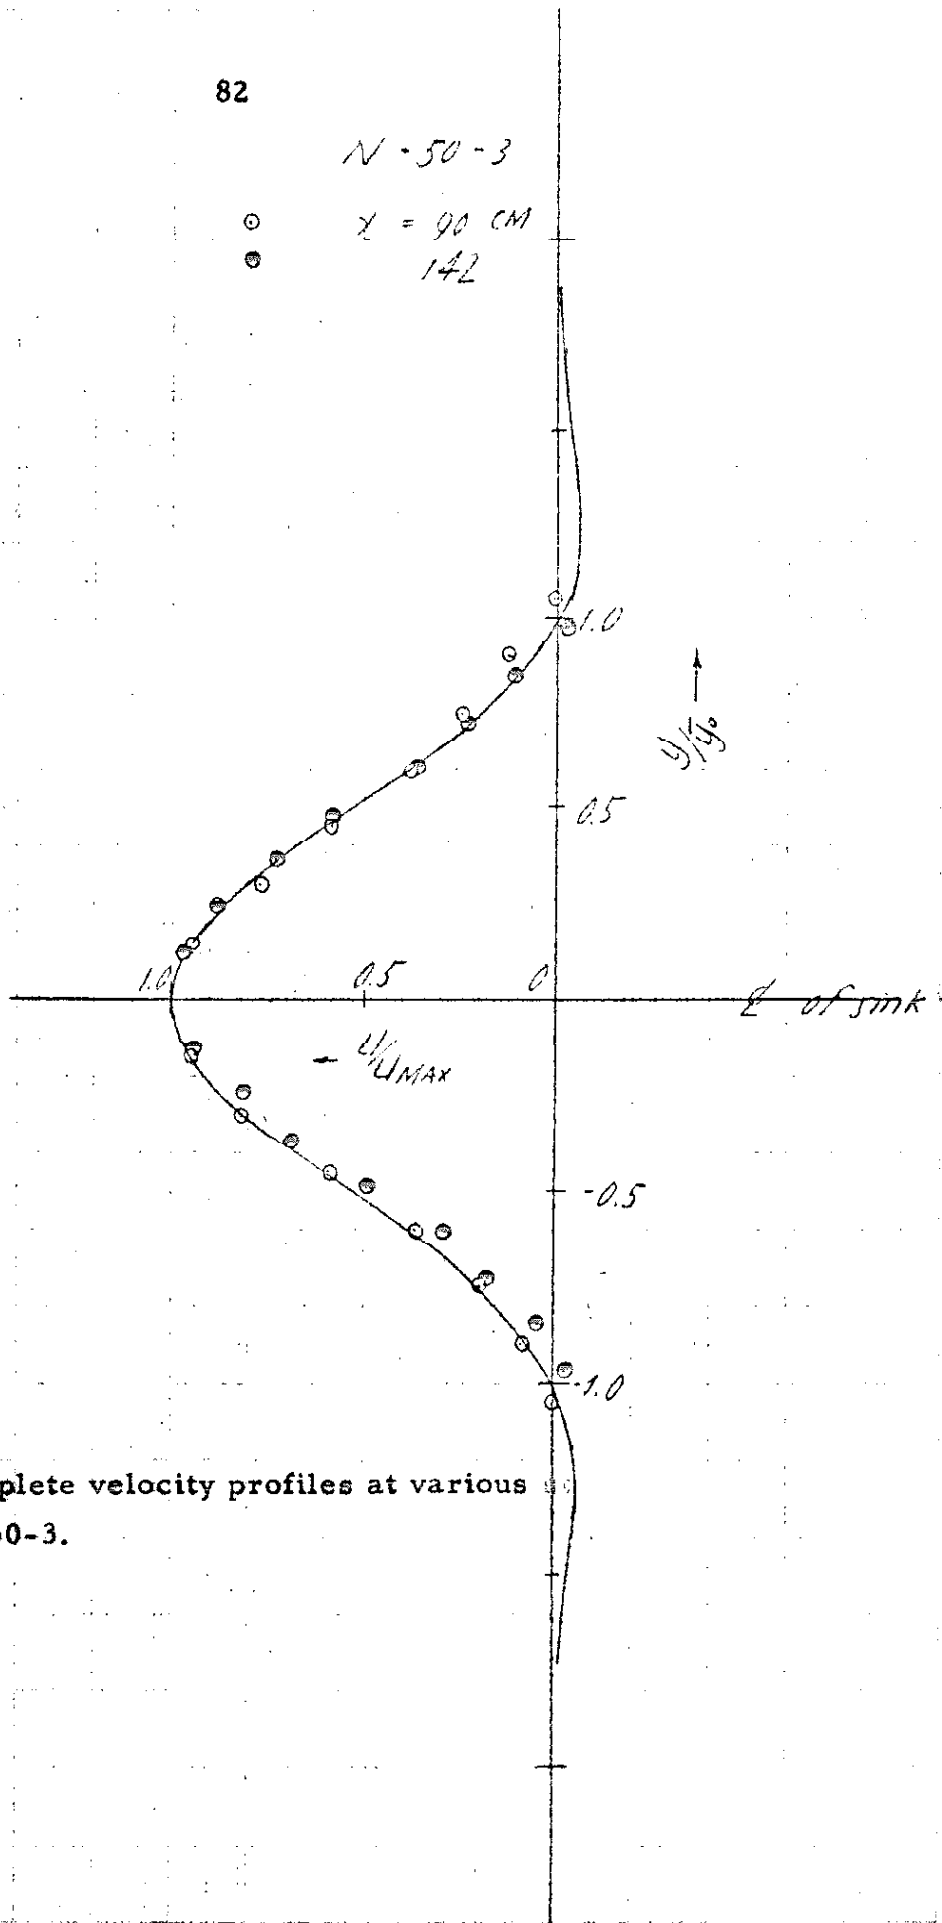 82
N - 50-3
x = 90 CM
142
1.0
y/y₀
0.5
1.0
0.5
0
℄ of sink
u/uMAX
-0.5
-1.0
plete velocity profiles at various
0-3.